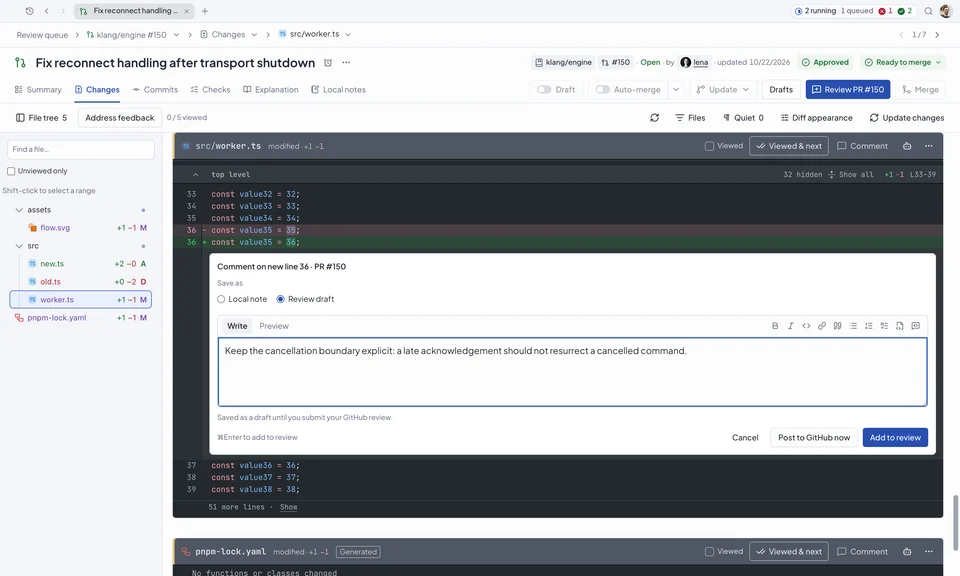 Fix reconnect handling ...
2 running 1 queued 1 2
Review queue klang/engine #150 Changes src/worker.ts 1/7
Fix reconnect handling after transport shutdown klang/engine #150 · Open · by lena · updated 10/22/2026 Approved Ready to merge
Summary Changes Commits Checks Explanation Local notes Draft Auto-merge Update Drafts Review PR #150 Merge
File tree 5 Address feedback 0/5 viewed Files Quiet 0 Diff appearance Update changes
Find a file...
Unviewed only
Shift-click to select a range
assets
flow.svg +1 −1 M
src
new.ts +2 −0 A
old.ts +0 −2 D
worker.ts +1 −1 M
pnpm-lock.yaml +1 −1 M
TS src/worker.ts modified +1 −1 Viewed Viewed & next Comment
top level 32 hidden Show all +1 −1 L33–39
33 const value32 = 32;
34 const value33 = 33;
35 const value34 = 34;
36 - const value35 = 35;
36 + const value35 = 36;
Comment on new line 36 · PR #150
Save as
Local note Review draft
Write Preview
Keep the cancellation boundary explicit: a late acknowledgement should not resurrect a cancelled command.
Saved as a draft until you submit your GitHub review.
⌘Enter to add to review Cancel Post to GitHub now Add to review
37 const value36 = 36;
38 const value37 = 37;
39 const value38 = 38;
51 more lines · Show
pnpm-lock.yaml modified +1 −1 Generated Viewed Viewed & next Comment
No functions or classes changed